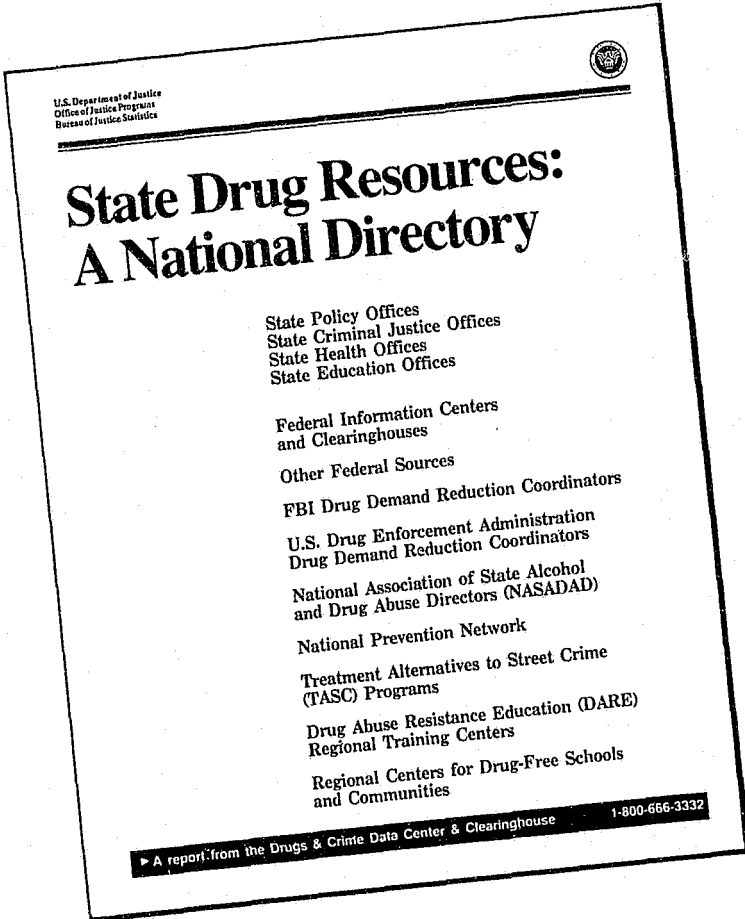 U.S. Department of Justice
Office of Justice Programs
Bureau of Justice Statistics
State Drug Resources:
A National Directory
State Policy Offices
State Criminal Justice Offices
State Health Offices
State Education Offices
Federal Information Centers
and Clearinghouses
Other Federal Sources
FBI Drug Demand Reduction Coordinators
U.S. Drug Enforcement Administration
Drug Demand Reduction Coordinators
National Association of State Alcohol
and Drug Abuse Directors (NASADAD)
National Prevention Network
Treatment Alternatives to Street Crime
(TASC) Programs
Drug Abuse Resistance Education (DARE)
Regional Training Centers
Regional Centers for Drug-Free Schools
and Communities
► A report from the Drugs & Crime Data Center & Clearinghouse 1-800-666-3332